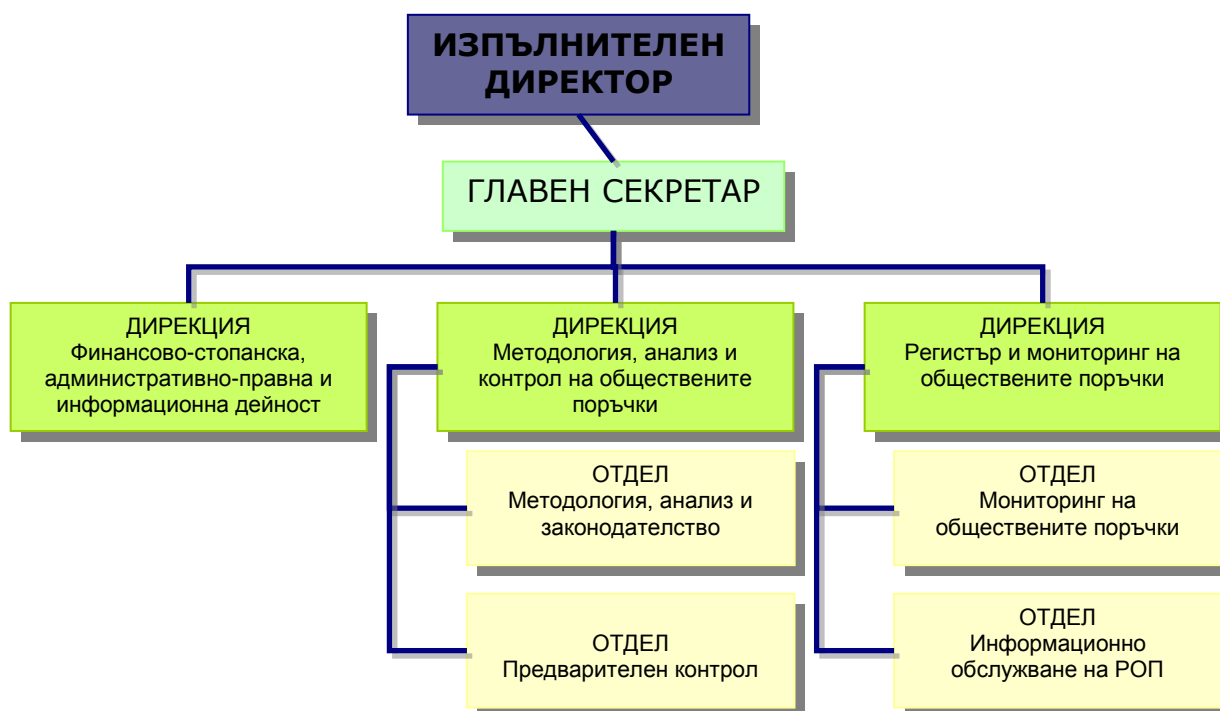 ИЗПЪЛНИТЕЛЕН
ДИРЕКТОР
ГЛАВЕН СЕКРЕТАР
ДИРЕКЦИЯ
Финансово-стопанска,
административно-правна и
информационна дейност
ДИРЕКЦИЯ
Методология, анализ и
контрол на обществените
поръчки
ДИРЕКЦИЯ
Регистър и мониторинг на
обществените поръчки
ОТДЕЛ
Методология, анализ и
законодателство
ОТДЕЛ
Мониторинг на
обществените поръчки
ОТДЕЛ
Предварителен контрол
ОТДЕЛ
Информационно
обслужване на РОП